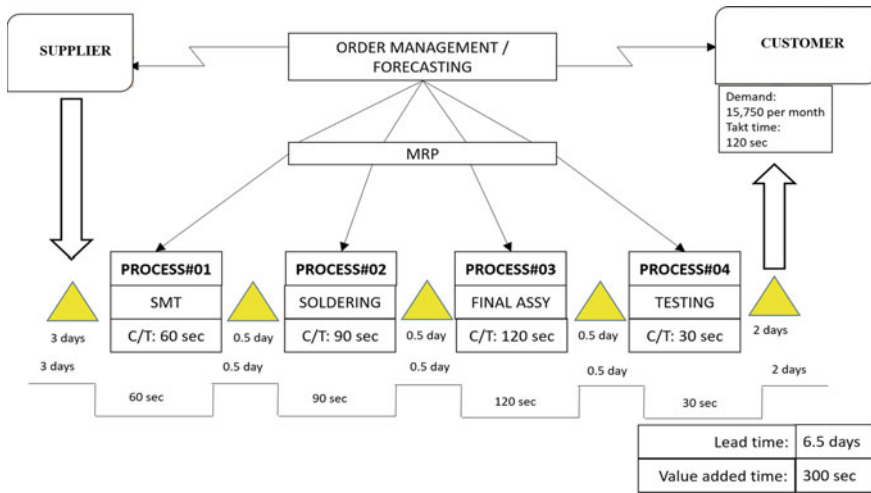 SUPPLIER
ORDER MANAGEMENT /
FORECASTING
CUSTOMER
Demand:
15,750 per month
Takt time:
120 sec
MRP
PROCESS#01
SMT
C/T: 60 sec
PROCESS#02
SOLDERING
C/T: 90 sec
PROCESS#03
FINAL ASSY
C/T: 120 sec
PROCESS#04
TESTING
C/T: 30 sec
3 days
0.5 day
0.5 day
0.5 day
2 days
3 days
0.5 day
0.5 day
0.5 day
2 days
60 sec
90 sec
120 sec
30 sec
Lead time: 6.5 days
Value added time: 300 sec